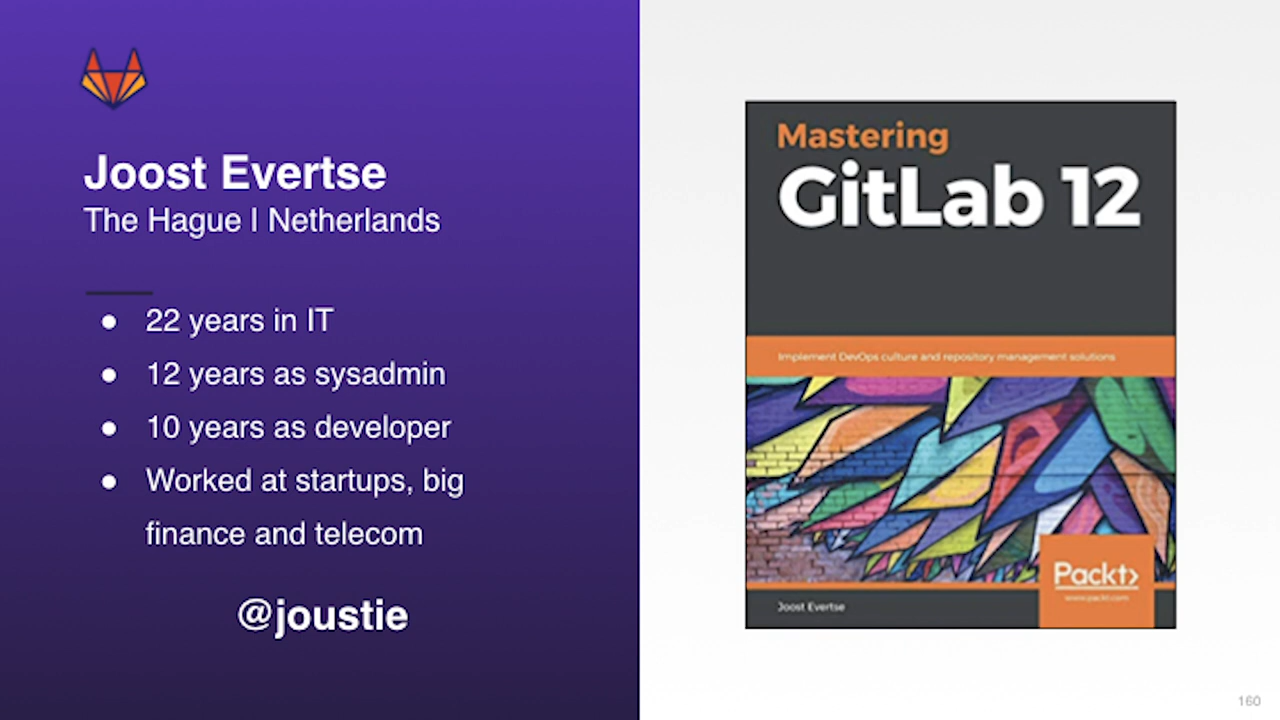 Joost Evertse
The Hague | Netherlands
● 22 years in IT
● 12 years as sysadmin
● 10 years as developer
● Worked at startups, big
finance and telecom
@joustie
Mastering
GitLab 12
Implement DevOps culture and repository management solutions
Packt>
www.packt.com
Joost Evertse
160